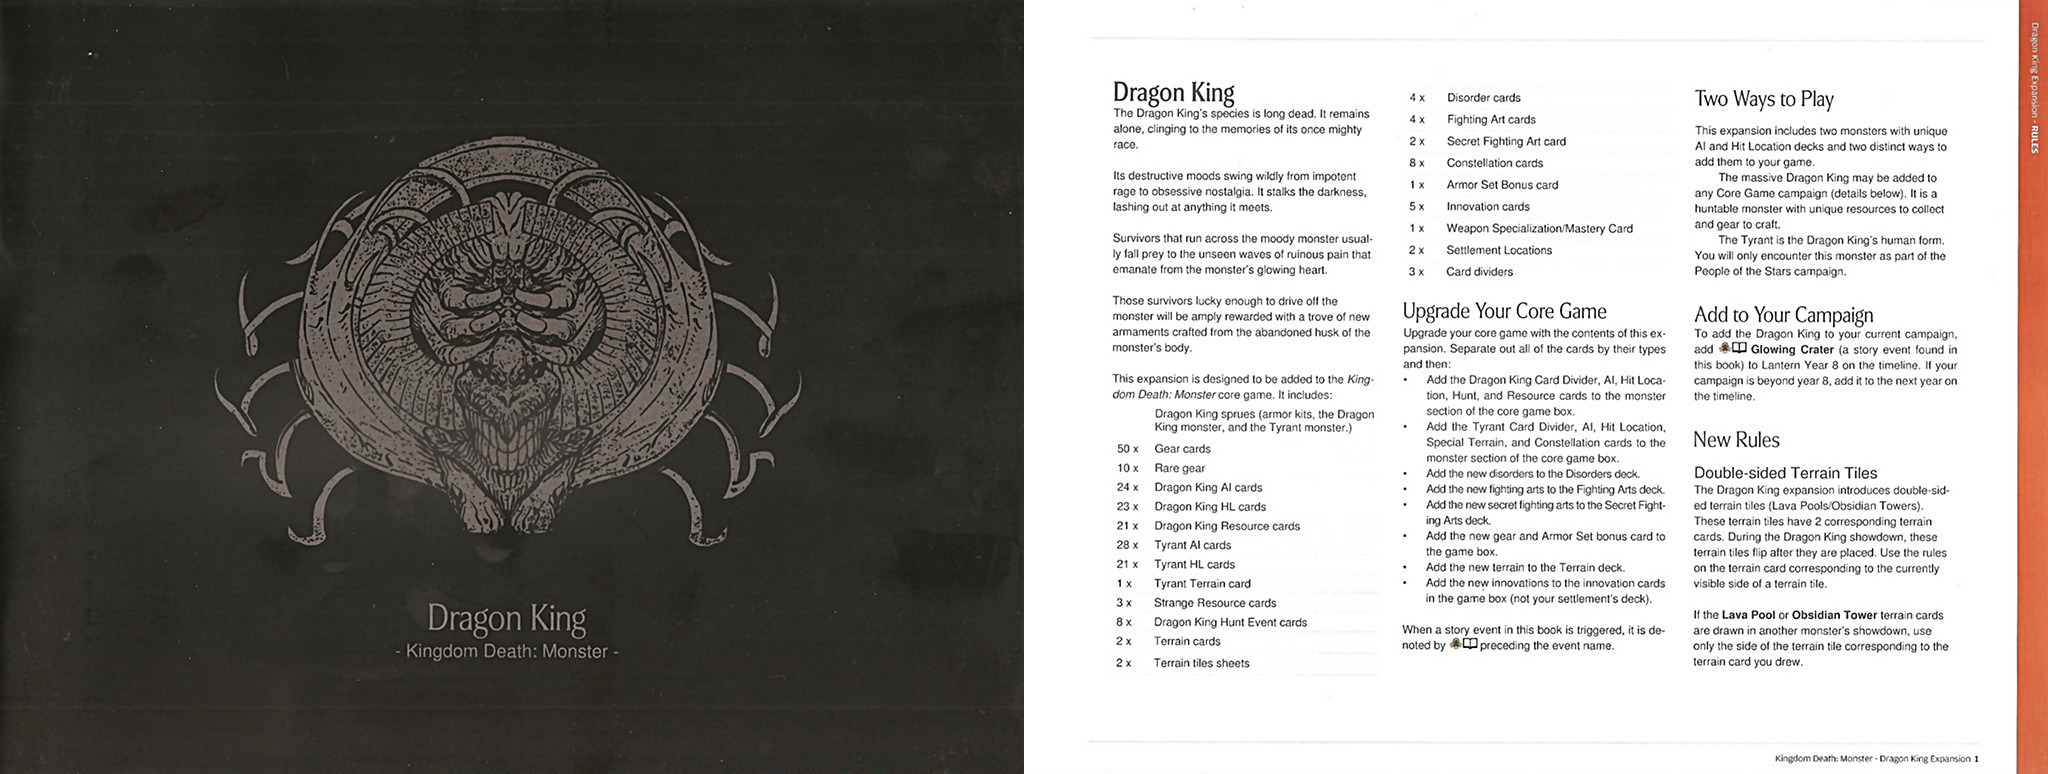 Dragon King
- Kingdom Death: Monster -
Dragon King
The Dragon King's species is long dead. It remains
alone, clinging to the memories of its once mighty
race.
Its destructive moods swing wildly from impotent
rage to obsessive nostalgia. It stalks the darkness,
lashing out at anything it meets.
Survivors that run across the moody monster usual-
ly fall prey to the unseen waves of ruinous pain that
emanate from the monster's glowing heart.
Those survivors lucky enough to drive off the
monster will be amply rewarded with a trove of new
armaments crafted from the abandoned husk of the
monster's body.
This expansion is designed to be added to the King-
dom Death: Monster core game. It includes:
Dragon King sprues (armor kits, the Dragon
King monster, and the Tyrant monster.)
50 x Gear cards
10 x Rare gear
24 x Dragon King AI cards
23 x Dragon King HL cards
21 x Dragon King Resource cards
28 x Tyrant AI cards
21 x Tyrant HL cards
1 x Tyrant Terrain card
3 x Strange Resource cards
8 x Dragon King Hunt Event cards
2 x Terrain cards
2 x Terrain tiles sheets
4 x Disorder cards
4 x Fighting Art cards
2 x Secret Fighting Art card
8 x Constellation cards
1 x Armor Set Bonus card
5 x Innovation cards
1 x Weapon Specialization/Mastery Card
2 x Settlement Locations
3 x Card dividers
Upgrade Your Core Game
Upgrade your core game with the contents of this ex-
pansion. Separate out all of the cards by their types
and then:
• Add the Dragon King Card Divider, AI, Hit Loca-
tion, Hunt, and Resource cards to the monster
section of the core game box.
• Add the Tyrant Card Divider, AI, Hit Location,
Special Terrain, and Constellation cards to the
monster section of the core game box.
• Add the new disorders to the Disorders deck.
• Add the new fighting arts to the Fighting Arts deck.
• Add the new secret fighting arts to the Secret Fight-
ing Arts deck.
• Add the new gear and Armor Set bonus card to
the game box.
• Add the new terrain to the Terrain deck.
• Add the new innovations to the innovation cards
in the game box (not your settlement's deck).
When a story event in this book is triggered, it is de-
noted by preceding the event name.
Two Ways to Play
This expansion includes two monsters with unique
AI and Hit Location decks and two distinct ways to
add them to your game.
The massive Dragon King may be added to
any Core Game campaign (details below). It is a
huntable monster with unique resources to collect
and gear to craft.
The Tyrant is the Dragon King's human form.
You will only encounter this monster as part of the
People of the Stars campaign.
Add to Your Campaign
To add the Dragon King to your current campaign,
add Glowing Crater (a story event found in
this book) to Lantern Year 8 on the timeline. If your
campaign is beyond year 8, add it to the next year on
the timeline.
New Rules
Double-sided Terrain Tiles
The Dragon King expansion introduces double-sid-
ed terrain tiles (Lava Pools/Obsidian Towers).
These terrain tiles have 2 corresponding terrain
cards. During the Dragon King showdown, these
terrain tiles flip after they are placed. Use the rules
on the terrain card corresponding to the currently
visible side of a terrain tile.
If the Lava Pool or Obsidian Tower terrain cards
are drawn in another monster's showdown, use
only the side of the terrain tile corresponding to the
terrain card you drew.
Dragon King Expansion - RULES
Kingdom Death: Monster - Dragon King Expansion 1